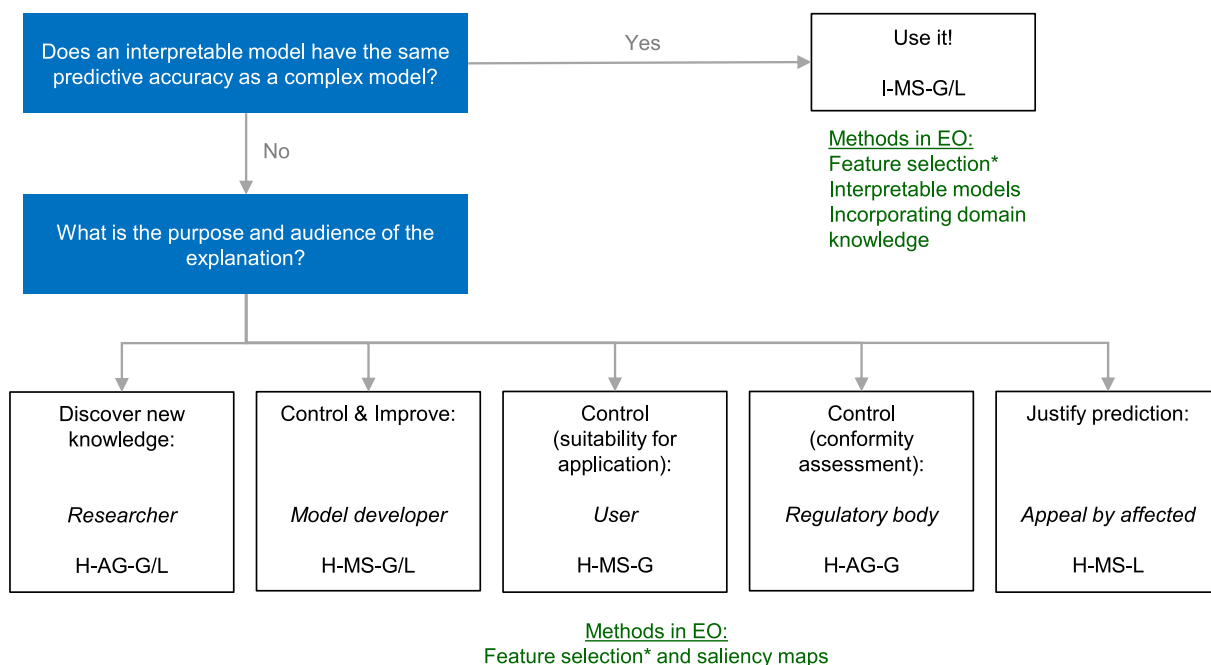 Does an interpretable model have the same
predictive accuracy as a complex model?
Yes
Use it!
I-MS-G/L
Methods in EO:
Feature selection*
Interpretable models
Incorporating domain
knowledge
No
What is the purpose and audience of the
explanation?
Discover new
knowledge:
Researcher
H-AG-G/L
Control & Improve:
Model developer
H-MS-G/L
Control
(suitability for
application):
User
H-MS-G
Control
(conformity
assessment):
Regulatory body
H-AG-G
Justify prediction:
Appeal by affected
H-MS-L
Methods in EO:
Feature selection* and saliency maps